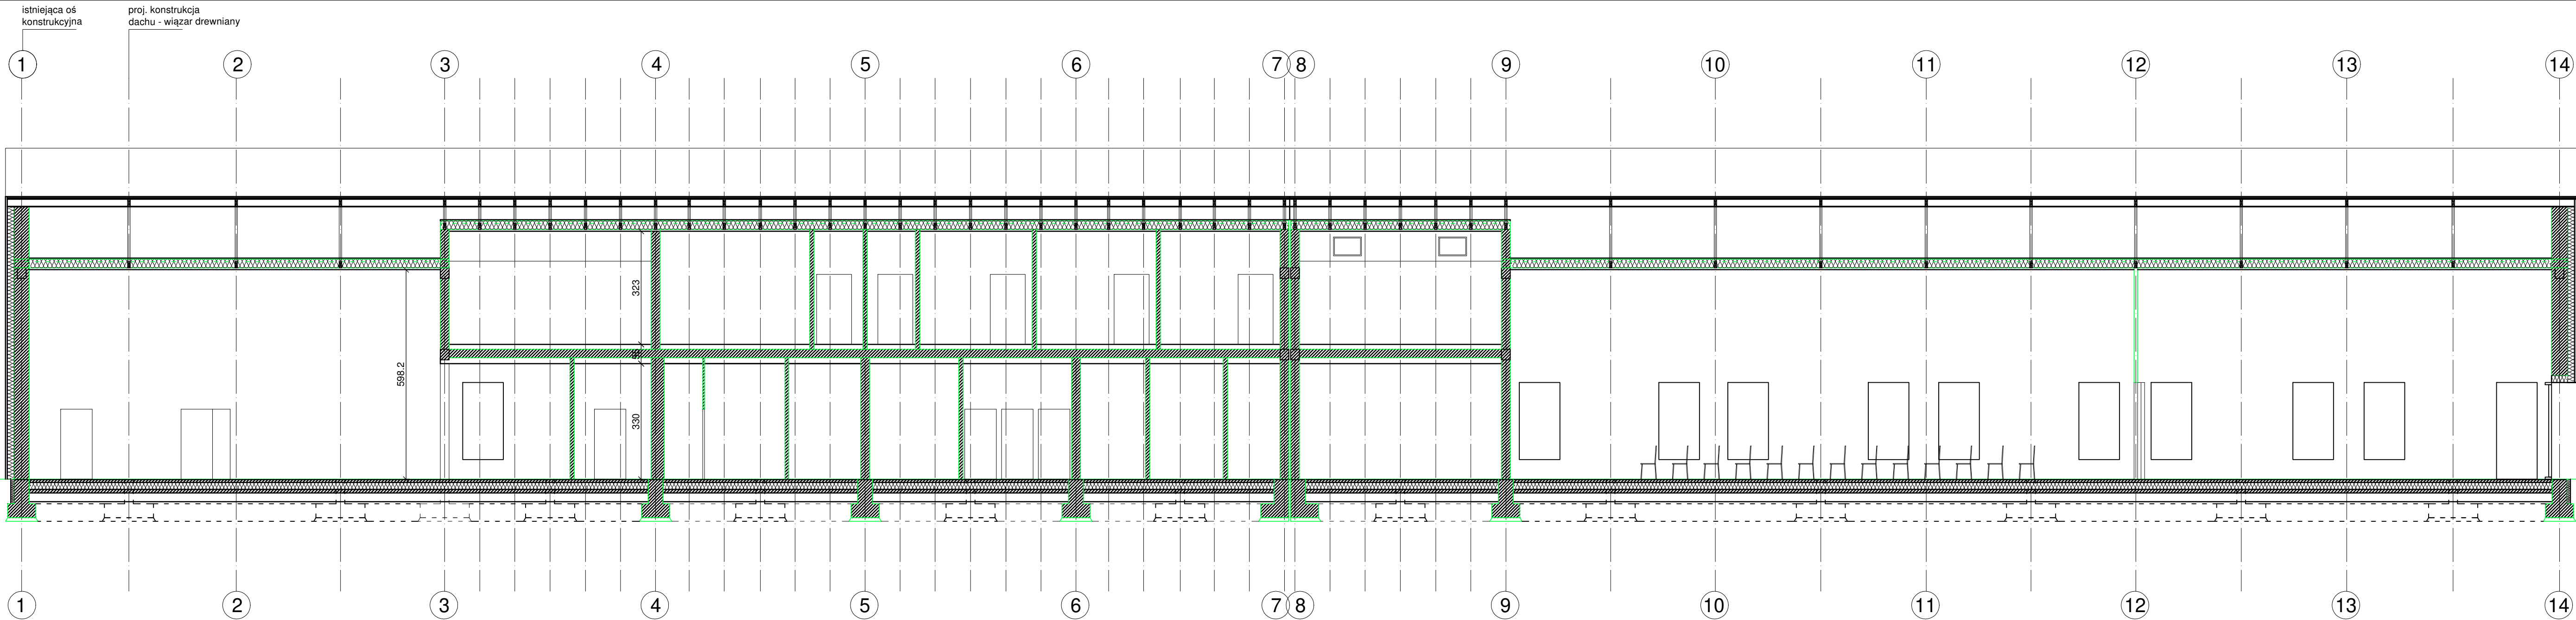 istniejąca oś
konstrukcyjna
proj. konstrukcja
dachu - wiązar drewniany
1 2 3 4 5 6 7 8 9 10 11 12 13 14
323
598.2
330
1 2 3 4 5 6 7 8 9 10 11 12 13 14